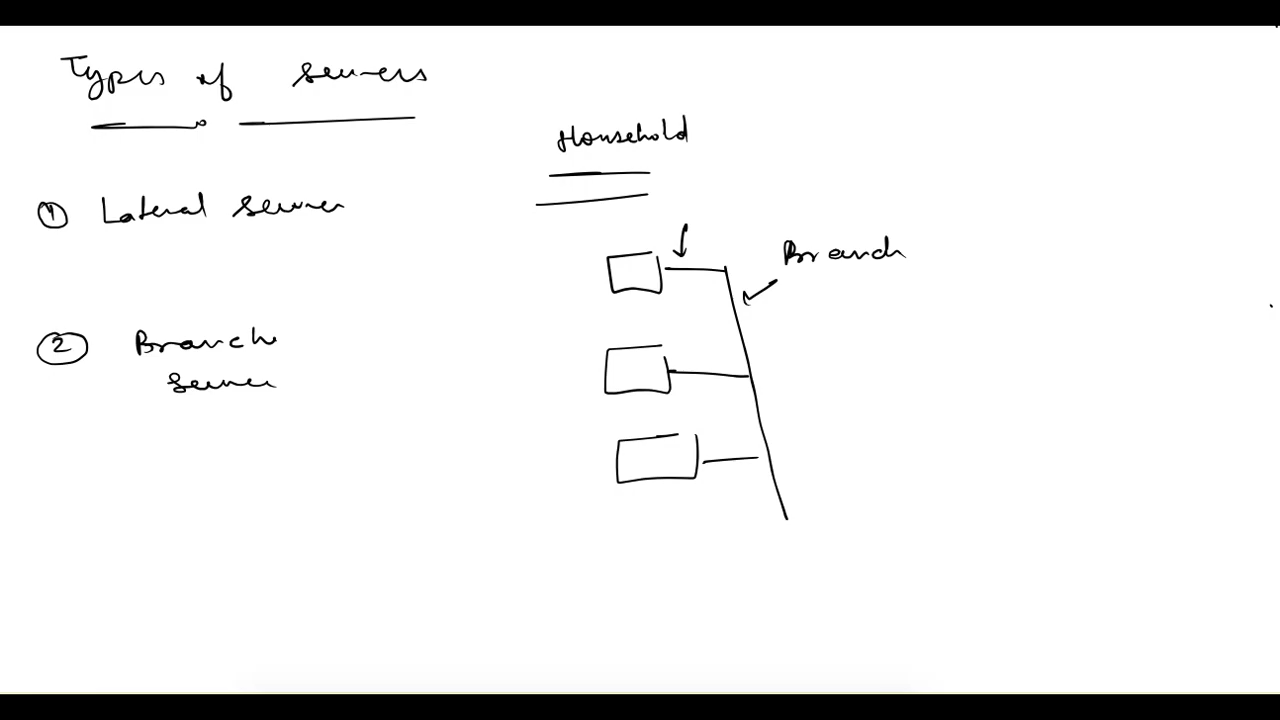 Types of sewers
Household
① Lateral sewer
Branch
② Branch
sewer